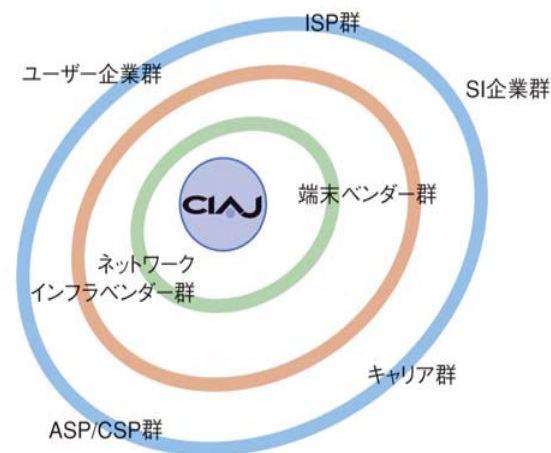 ISP群
ユーザー企業群
SI企業群
CIAJ
端末ベンダー群
ネットワーク
インフラベンダー群
キャリア群
ASP/CSP群